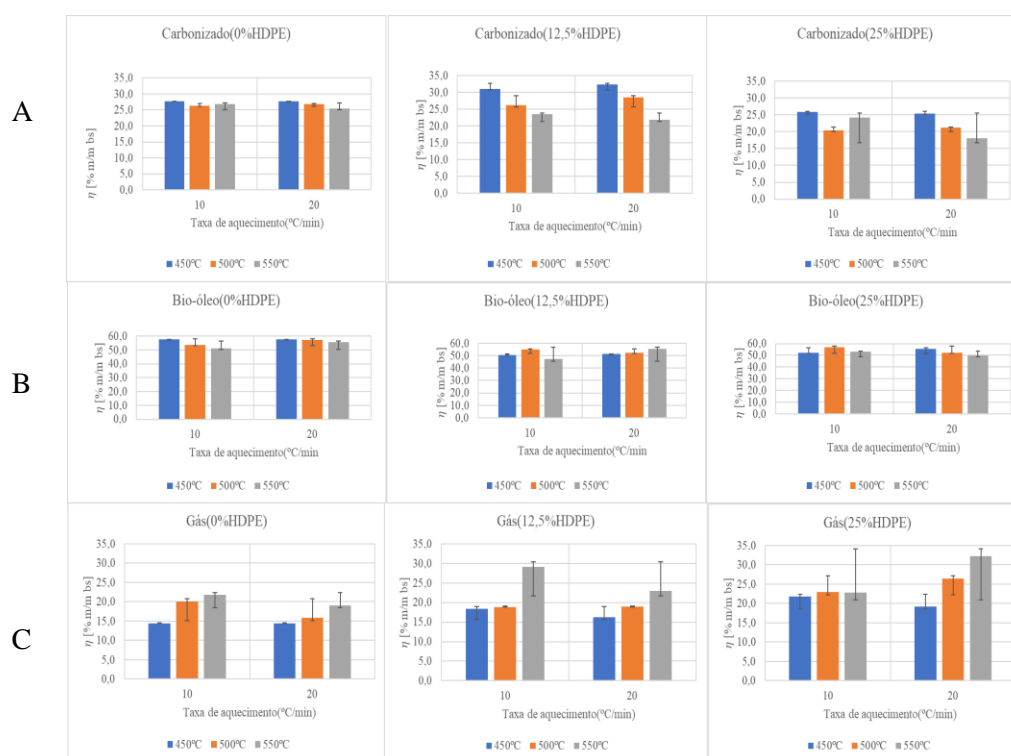 A
Carbonizado(0%HDPE)
η [% m/m bs]
35,0
30,0
25,0
20,0
15,0
10,0
5,0
0,0
10
20
Taxa de aquecimento(ºC/min)
450ºC 500ºC 550ºC
Carbonizado(12,5%HDPE)
η [% m/m bs]
35,0
30,0
25,0
20,0
15,0
10,0
5,0
0,0
10
20
Taxa de aquecimento(ºC/min)
450ºC 500ºC 550ºC
Carbonizado(25%HDPE)
η [% m/m bs]
35,0
30,0
25,0
20,0
15,0
10,0
5,0
0,0
10
20
Taxa de aquecimento(ºC/min
450ºC 500ºC 550ºC
B
Bio-óleo(0%HDPE)
η [% m/m bs]
60,0
50,0
40,0
30,0
20,0
10,0
0,0
10
20
Taxa de aquecimento(ºC/min
450ºC 500ºC 550ºC
Bio-óleo(12,5%HDPE)
η [% m/m bs]
60,0
50,0
40,0
30,0
20,0
10,0
0,0
10
20
Taxa de aquecimento(ºC/min
450ºC 500ºC 550ºC
Bio-óleo(25%HDPE)
η [% m/m bs]
60,0
50,0
40,0
30,0
20,0
10,0
0,0
10
20
Taxa de aquecimento(ºC/min
450ºC 500ºC 550ºC
C
Gás(0%HDPE)
η [% m/m bs]
35,0
30,0
25,0
20,0
15,0
10,0
5,0
0,0
10
20
Taxa de aquecimento(ºC/min)
450ºC 500ºC 550ºC
Gás(12,5%HDPE)
η [% m/m bs]
35,0
30,0
25,0
20,0
15,0
10,0
5,0
0,0
10
20
Taxa de aquecimento(ºC/min)
450ºC 500ºC 550ºC
Gás(25%HDPE)
η [% m/m bs]
35,0
30,0
25,0
20,0
15,0
10,0
5,0
0,0
10
20
Taxa de aquecimento(ºC/min)
450ºC 500ºC 550ºC